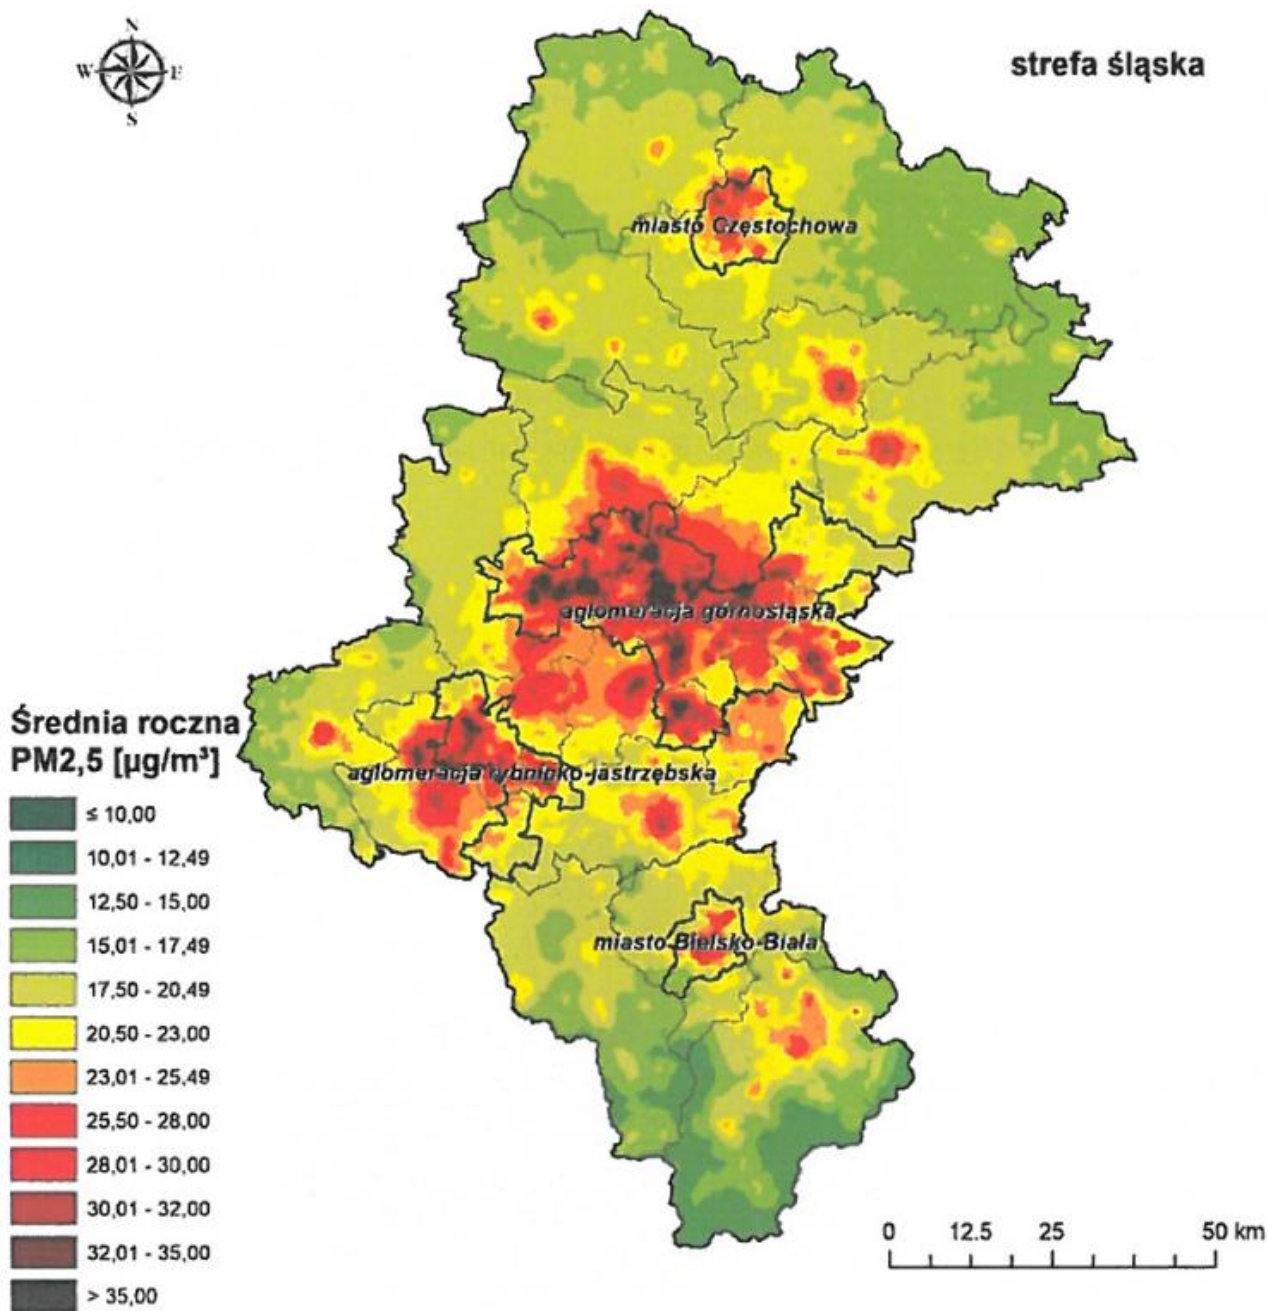 N
W
E
S
strefa śląska
miasto Częstochowa
aglomeracja górnośląska
aglomeracja rybnicko-jastrzębska
miasto Bielsko-Biała
Średnia roczna
PM2,5 [µg/m³]
≤ 10,00
10,01 - 12,49
12,50 - 15,00
15,01 - 17,49
17,50 - 20,49
20,50 - 23,00
23,01 - 25,49
25,50 - 28,00
28,01 - 30,00
30,01 - 32,00
32,01 - 35,00
> 35,00
0 12.5 25 50 km